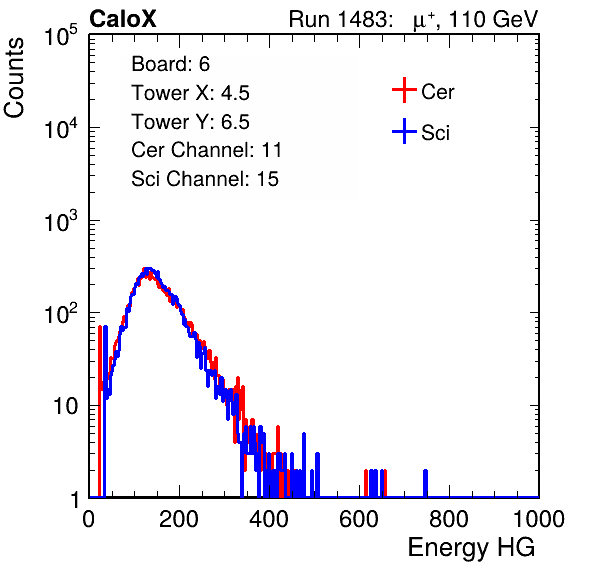 CaloX Run 1483: μ⁺, 110 GeV
Counts
Board: 6
Tower X: 4.5
Tower Y: 6.5
Cer Channel: 11
Sci Channel: 15
Cer
Sci
10⁵
10⁴
10³
10²
10
1
0 200 400 600 800 1000
Energy HG